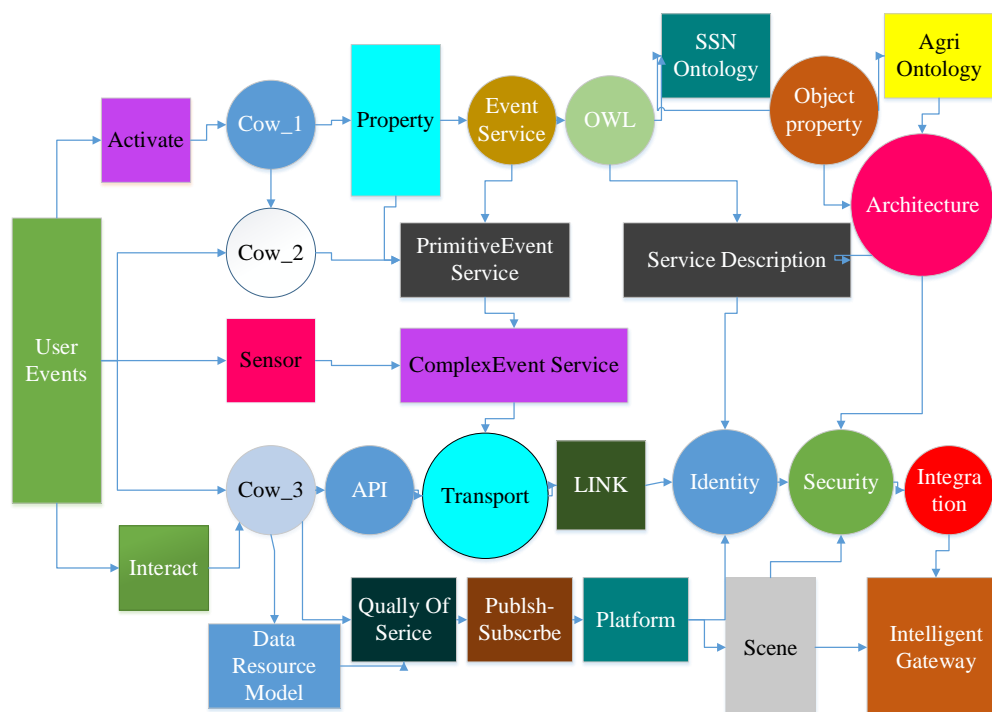 SSN
Ontology
Agri
Ontology
Activate
Cow_1
Property
Event
Service
OWL
Object
property
Architecture
Cow_2
PrimitiveEvent
Service
Service Description
User
Events
Sensor
ComplexEvent Service
Cow_3
API
Transport
LINK
Identity
Security
Integra
tion
Interact
Qually Of
Serice
Publsh-
Subscrbe
Platform
Data
Resource
Model
Scene
Intelligent
Gateway